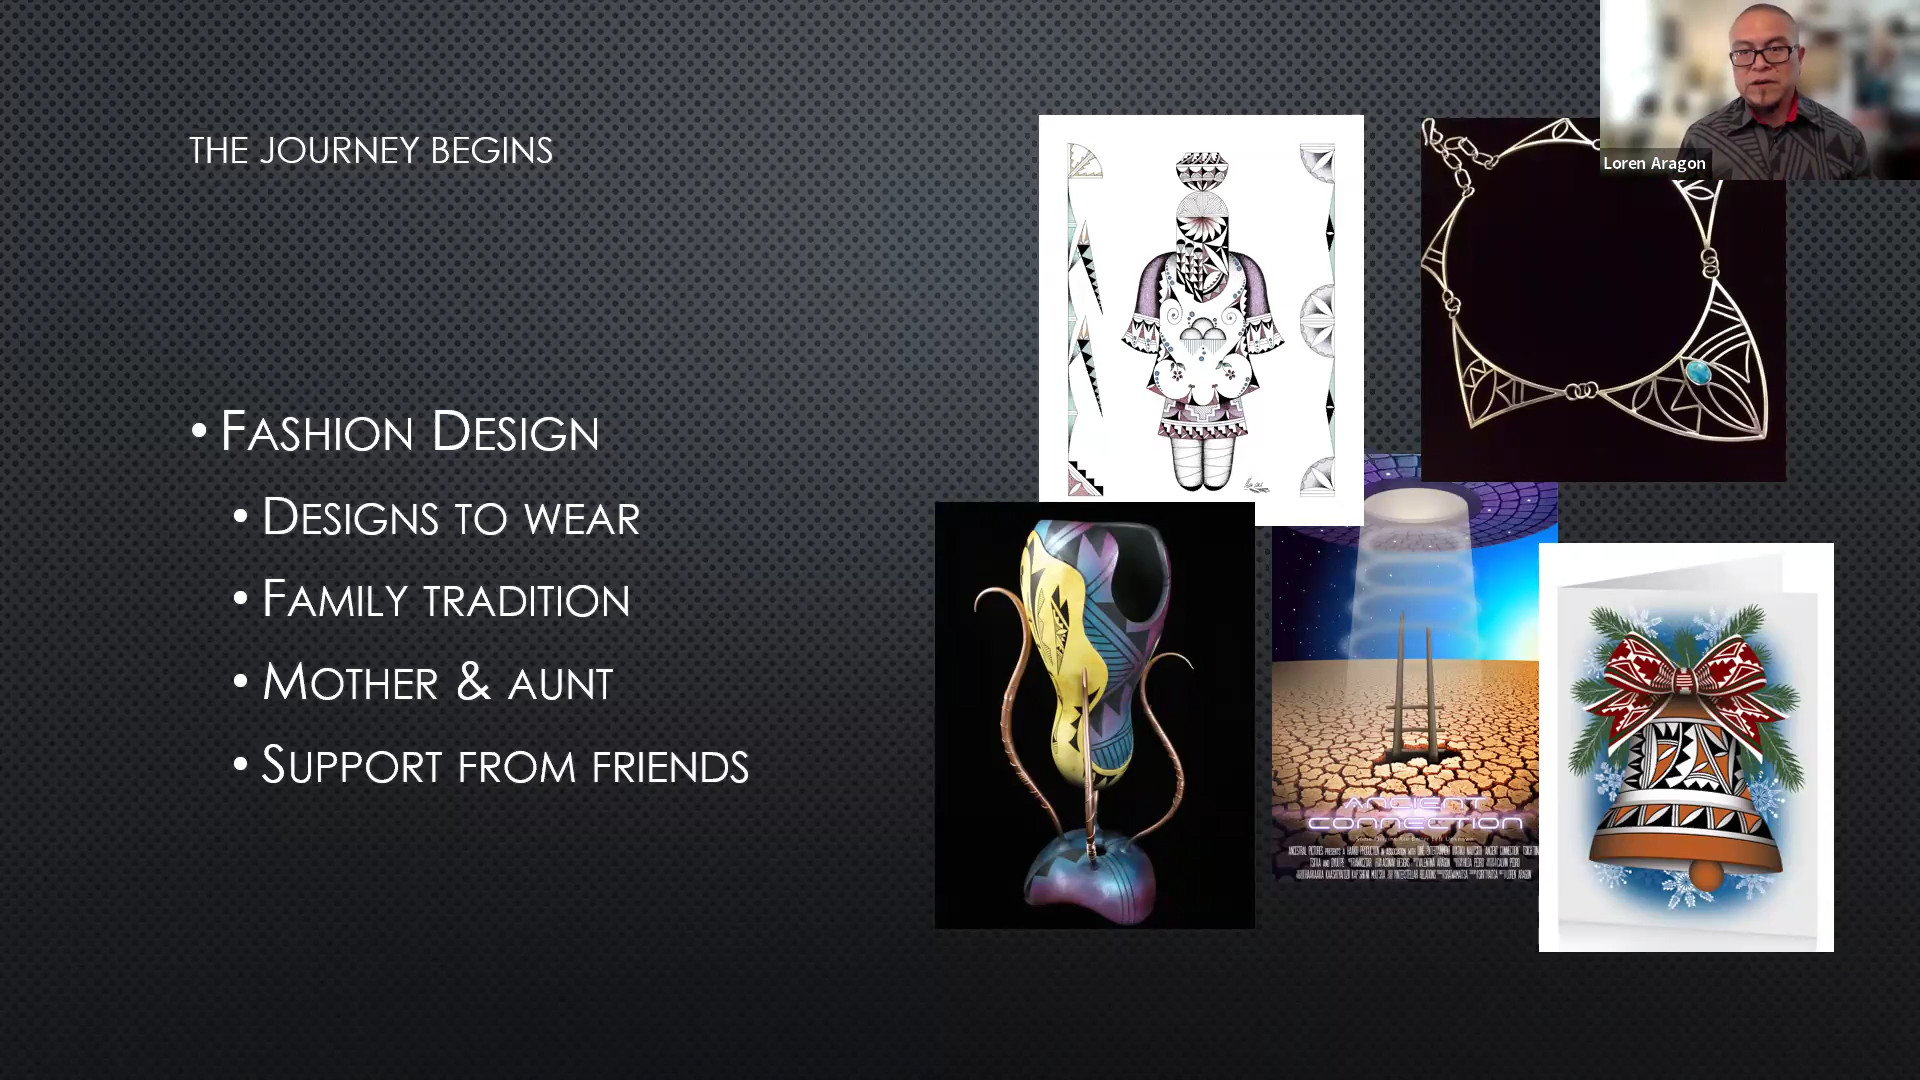 THE JOURNEY BEGINS
• FASHION DESIGN
• DESIGNS TO WEAR
• FAMILY TRADITION
• MOTHER & AUNT
• SUPPORT FROM FRIENDS
Loren Aragon
ANCIENT
CONNECTION